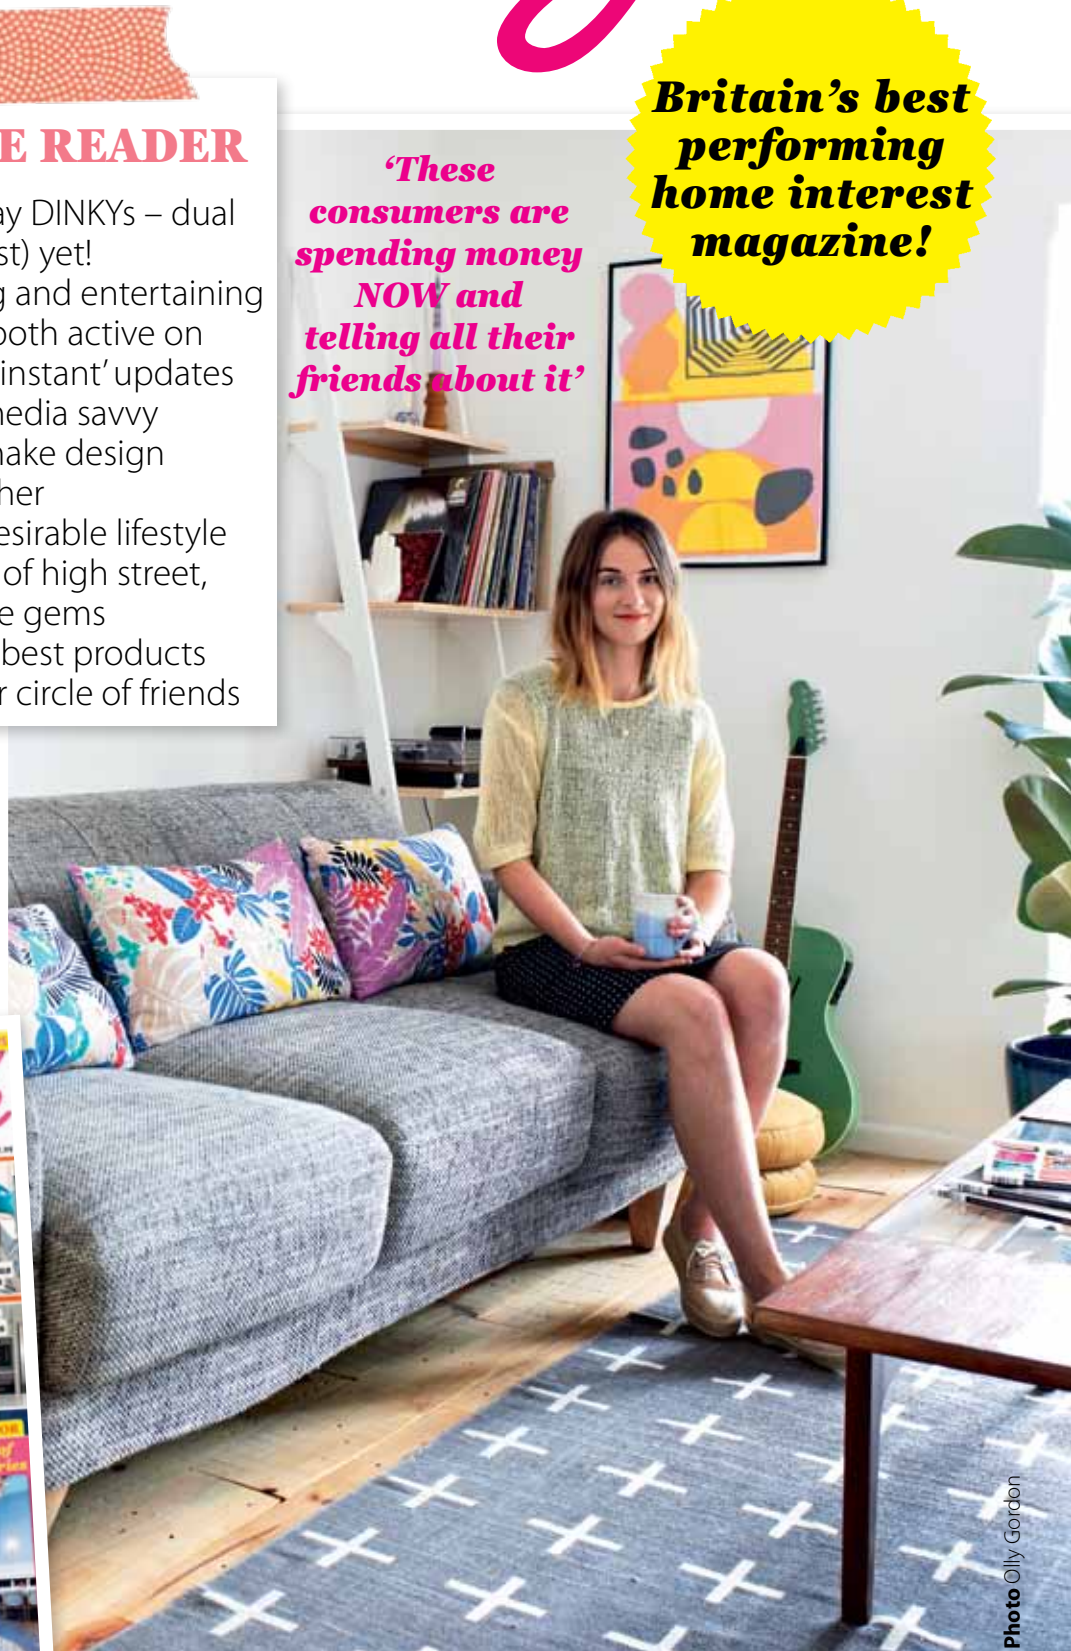 E READER
ay DINKYs – dual
st) yet!
g and entertaining
both active on
‘instant’ updates
nedia savvy
nake design
her
esirable lifestyle
of high street,
e gems
best products
r circle of friends
‘These
consumers are
spending money
NOW and
telling all their
friends about it’
Britain’s best
performing
home interest
magazine!
Photo Olly Gordon